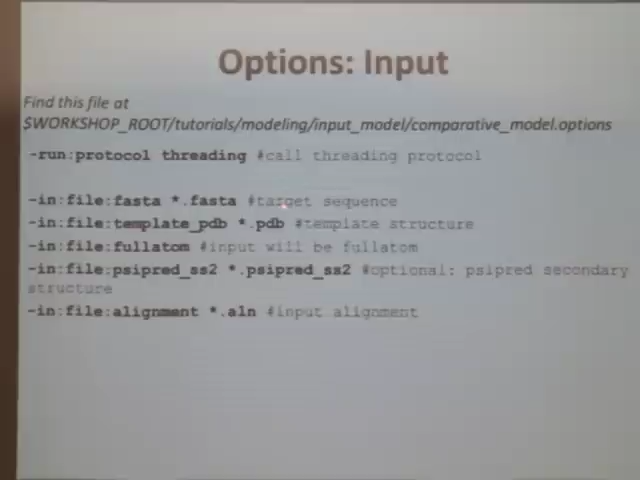 Options: Input
Find this file at
$WORKSHOP_ROOT/tutorials/modeling/input_model/comparative_model.options
-run:protocol threading #call threading protocol
-in:file:fasta *.fasta #target sequence
-in:file:template_pdb *.pdb #template structure
-in:file:fullatom #input will be fullatom
-in:file:psipred_ss2 *.psipred_ss2 #optional: psipred secondary
structure
-in:file:alignment *.aln #input alignment